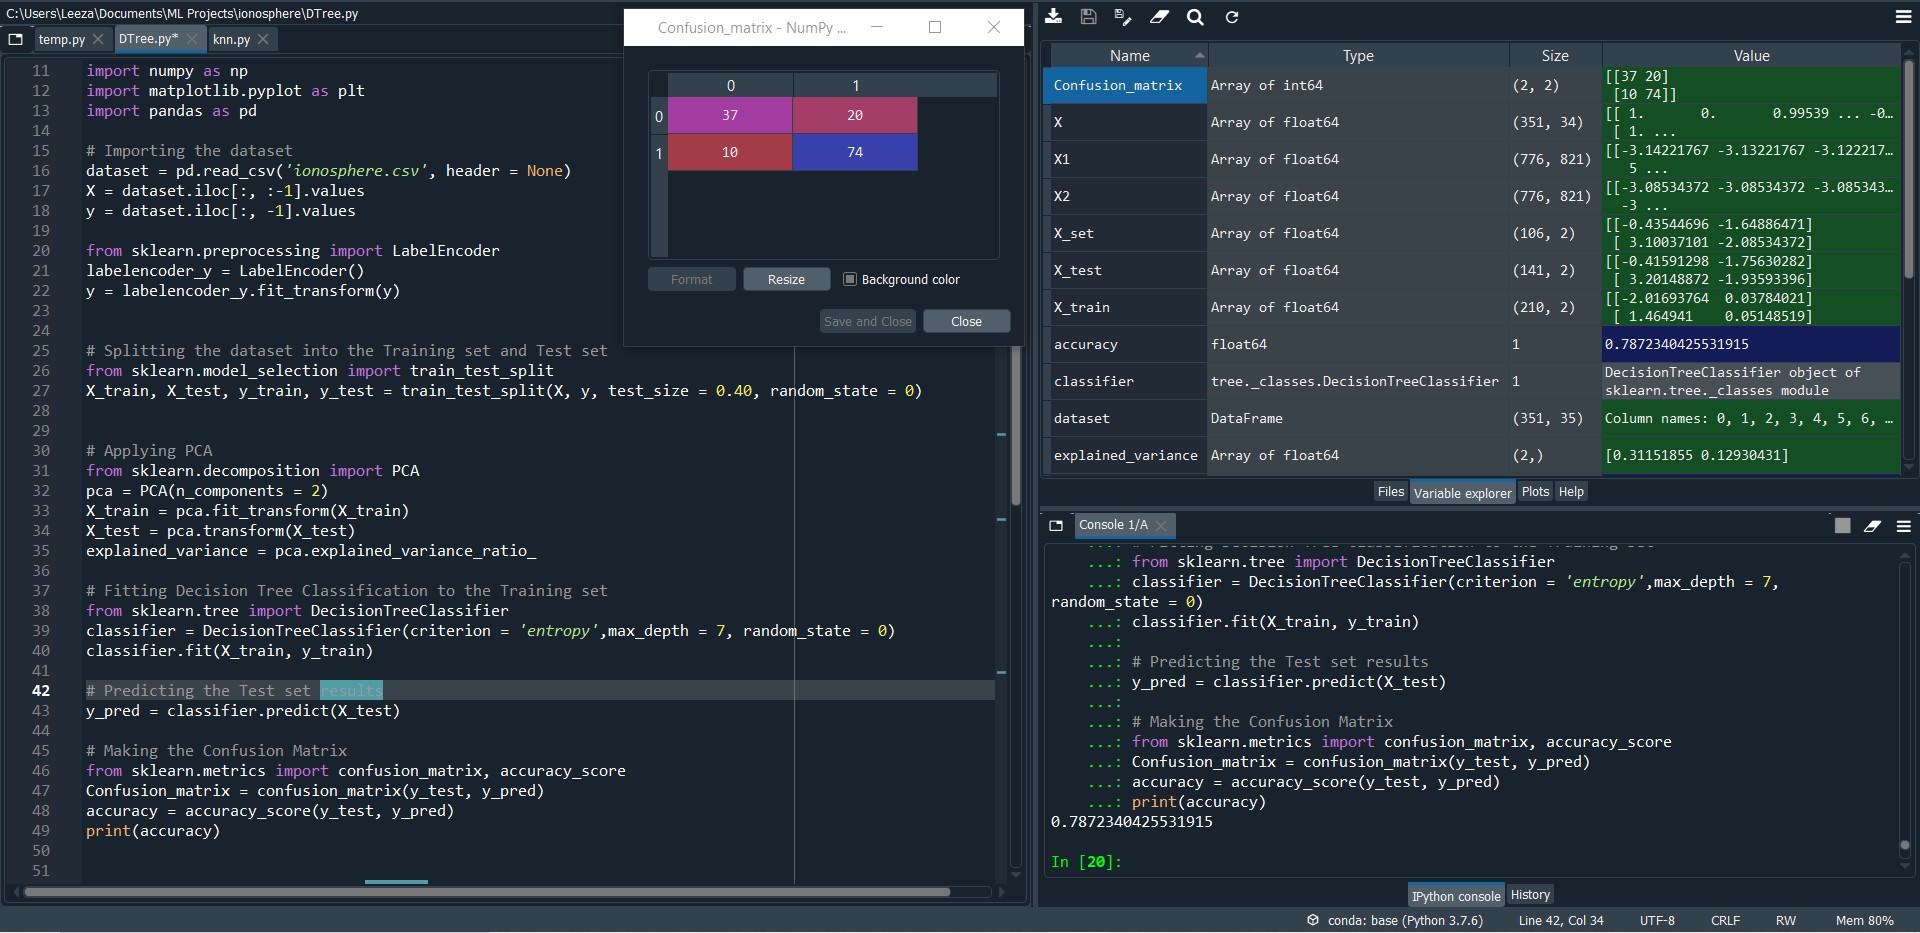 C:\Users\Leeza\Documents\ML Projects\ionosphere\DTree.py
temp.py
DTree.py*
knn.py
11 import numpy as np
12 import matplotlib.pyplot as plt
13 import pandas as pd
14
15 # Importing the dataset
16 dataset = pd.read_csv('ionosphere.csv', header = None)
17 X = dataset.iloc[:, :-1].values
18 y = dataset.iloc[:, -1].values
19
20 from sklearn.preprocessing import LabelEncoder
21 labelencoder_y = LabelEncoder()
22 y = labelencoder_y.fit_transform(y)
23
24
25 # Splitting the dataset into the Training set and Test set
26 from sklearn.model_selection import train_test_split
27 X_train, X_test, y_train, y_test = train_test_split(X, y, test_size = 0.40, random_state = 0)
28
29
30 # Applying PCA
31 from sklearn.decomposition import PCA
32 pca = PCA(n_components = 2)
33 X_train = pca.fit_transform(X_train)
34 X_test = pca.transform(X_test)
35 explained_variance = pca.explained_variance_ratio_
36
37 # Fitting Decision Tree Classification to the Training set
38 from sklearn.tree import DecisionTreeClassifier
39 classifier = DecisionTreeClassifier(criterion = 'entropy',max_depth = 7, random_state = 0)
40 classifier.fit(X_train, y_train)
41
42 # Predicting the Test set results
43 y_pred = classifier.predict(X_test)
44
45 # Making the Confusion Matrix
46 from sklearn.metrics import confusion_matrix, accuracy_score
47 Confusion_matrix = confusion_matrix(y_test, y_pred)
48 accuracy = accuracy_score(y_test, y_pred)
49 print(accuracy)
50
51
Confusion_matrix - NumPy ...
0 1
0 37 20
1 10 74
Format Resize Background color
Save and Close Close
Name Type Size Value
Confusion_matrix Array of int64 (2, 2) [[37 20]
[10 74]]
X Array of float64 (351, 34) [[ 1. 0. 0.99539 ... -0…
[ 1. ...
X1 Array of float64 (776, 821) [[-3.14221767 -3.13221767 -3.122217…
5 ...
X2 Array of float64 (776, 821) [[-3.08534372 -3.08534372 -3.085343…
-3 ...
X_set Array of float64 (106, 2) [[-0.43544696 -1.64886471]
[ 3.10037101 -2.08534372]
X_test Array of float64 (141, 2) [[-0.41591298 -1.75630282]
[ 3.20148872 -1.93593396]
X_train Array of float64 (210, 2) [[-2.01693764 0.03784021]
[ 1.464941 0.05148519]
accuracy float64 1 0.7872340425531915
classifier tree._classes.DecisionTreeClassifier 1 DecisionTreeClassifier object of
sklearn.tree._classes module
dataset DataFrame (351, 35) Column names: 0, 1, 2, 3, 4, 5, 6, …
explained_variance Array of float64 (2,) [0.31151855 0.12930431]
Files Variable explorer Plots Help
Console 1/A
...: # Fitting Decision Tree Classification to the Training set
...: from sklearn.tree import DecisionTreeClassifier
...: classifier = DecisionTreeClassifier(criterion = 'entropy',max_depth = 7,
random_state = 0)
...: classifier.fit(X_train, y_train)
...:
...: # Predicting the Test set results
...: y_pred = classifier.predict(X_test)
...:
...: # Making the Confusion Matrix
...: from sklearn.metrics import confusion_matrix, accuracy_score
...: Confusion_matrix = confusion_matrix(y_test, y_pred)
...: accuracy = accuracy_score(y_test, y_pred)
...: print(accuracy)
0.7872340425531915
In [20]:
IPython console History
conda: base (Python 3.7.6) Line 42, Col 34 UTF-8 CRLF RW Mem 80%